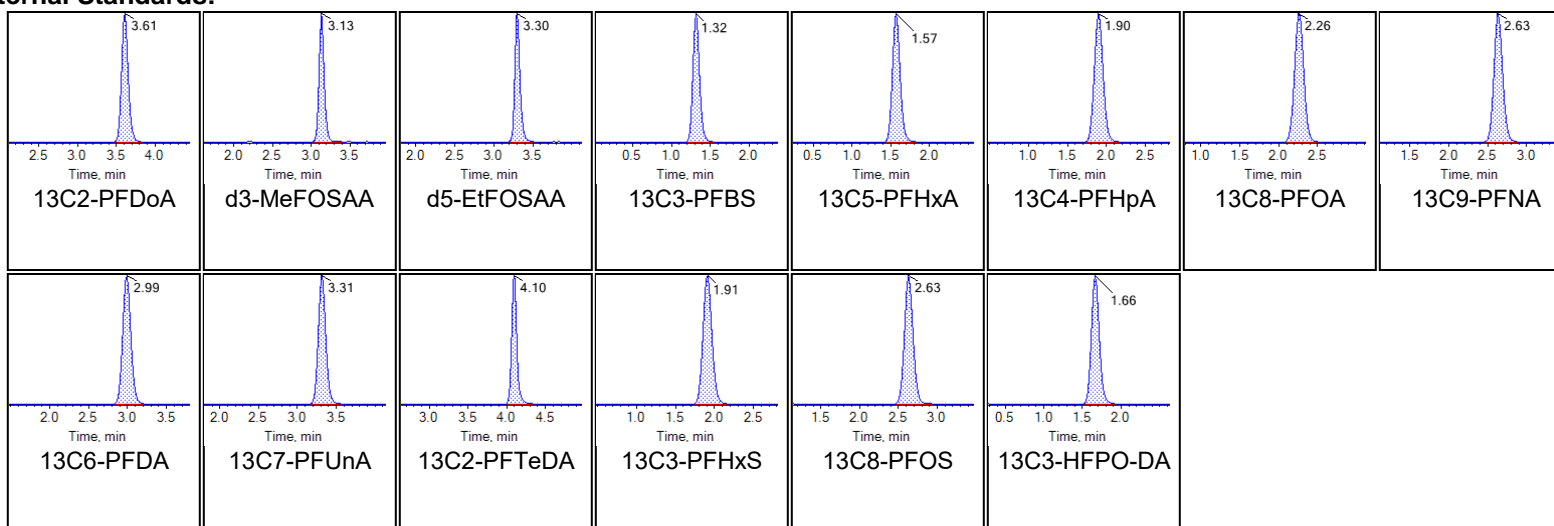 3.61 3.13 3.30 1.32 1.57 1.90 2.26 2.63
2.5 3.0 3.5 4.0 2.0 2.5 3.0 3.5 2.0 2.5 3.0 3.5 0.5 1.0 1.5 2.0 0.5 1.0 1.5 2.0 1.0 1.5 2.0 2.5 1.0 1.5 2.0 2.5 1.5 2.0 2.5 3.0
Time, min Time, min Time, min Time, min Time, min Time, min Time, min Time, min
13C2-PFDoA d3-MeFOSAA d5-EtFOSAA 13C3-PFBS 13C5-PFHxA 13C4-PFHpA 13C8-PFOA 13C9-PFNA
2.99 3.31 4.10 1.91 2.63 1.66
2.0 2.5 3.0 3.5 2.0 2.5 3.0 3.5 3.0 3.5 4.0 4.5 1.0 1.5 2.0 2.5 1.5 2.0 2.5 3.0 0.5 1.0 1.5 2.0
Time, min Time, min Time, min Time, min Time, min Time, min
13C6-PFDA 13C7-PFUnA 13C2-PFTeDA 13C3-PFHxS 13C8-PFOS 13C3-HFPO-DA